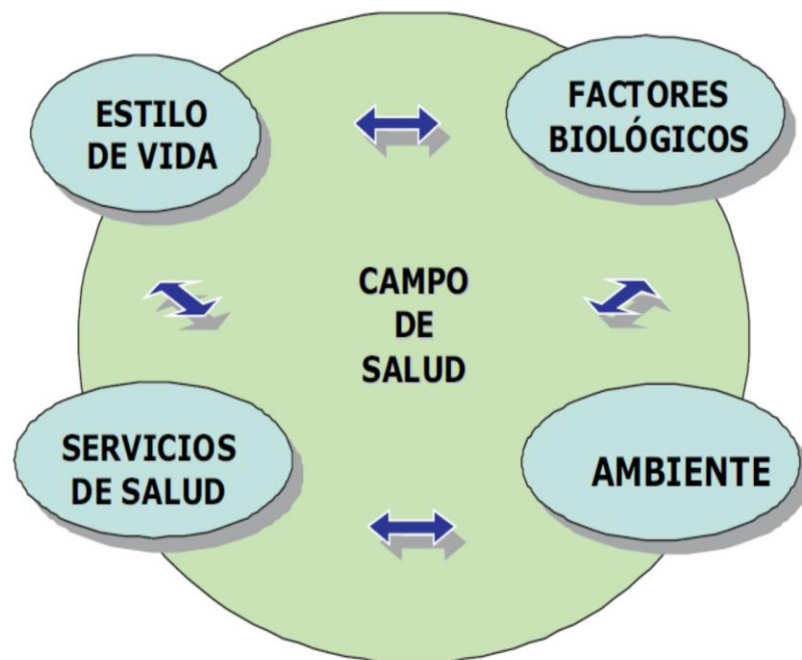 ESTILO
DE VIDA
FACTORES
BIOLÓGICOS
CAMPO
DE
SALUD
SERVICIOS
DE SALUD
AMBIENTE